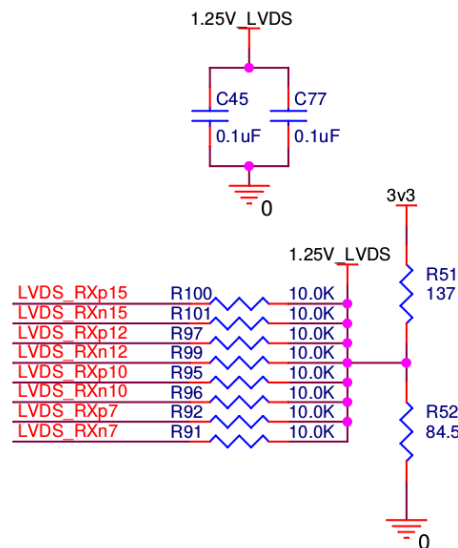 1.25V_LVDS
C45 C77
0.1uF 0.1uF
0
3v3
1.25V_LVDS
R51
137
LVDS_RXp15 R100 10.0K
LVDS_RXn15 R101 10.0K
LVDS_RXp12 R97 10.0K
LVDS_RXn12 R99 10.0K
LVDS_RXp10 R95 10.0K
LVDS_RXn10 R96 10.0K
LVDS_RXp7 R92 10.0K
LVDS_RXn7 R91 10.0K
R52
84.5
0